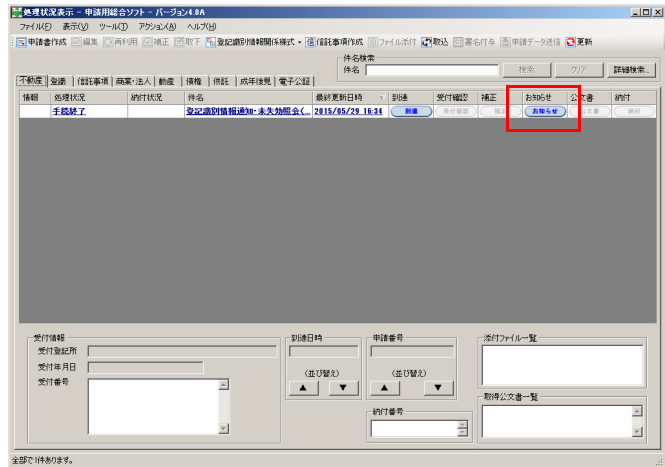 処理状況表示 - 申請用総合ソフト - バージョン4.0A
ファイル(F) 表示(V) ツール(T) アクション(A) ヘルプ(H)
申請書作成 編集 再利用 補正 取下 登記識別情報関係様式 信託事項作成 ファイル添付 取込 署名付与 申請データ送信 更新
件名検索
件名 検索 クリア 詳細検索...
不動産 登嘱 信託事項 商業・法人 動産 債権 供託 成年後見 電子公証
情報 処理状況 納付状況 件名 最終更新日時 到達 受付確認 補正 お知らせ 公文書 納付
手続終了 登記識別情報通知・未失効照会(... 2015/05/29 16:34 到達 受付確認 補正 お知らせ 公文書 納付
受付情報 到達日時 申請番号 添付ファイル一覧
受付登記所
受付年月日 (並び替え) (並び替え)
受付番号 ▲ ▼ ▲ ▼
取得公文書一覧
納付番号
全部で1件あります。